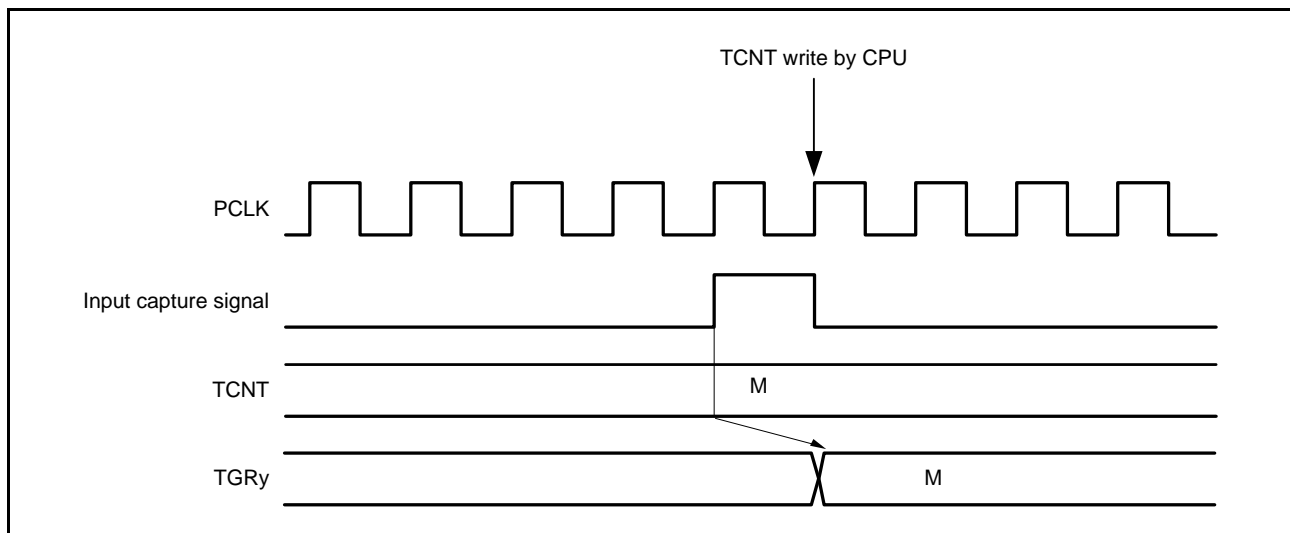 TCNT write by CPU
PCLK
Input capture signal
TCNT
M
TGRy
M